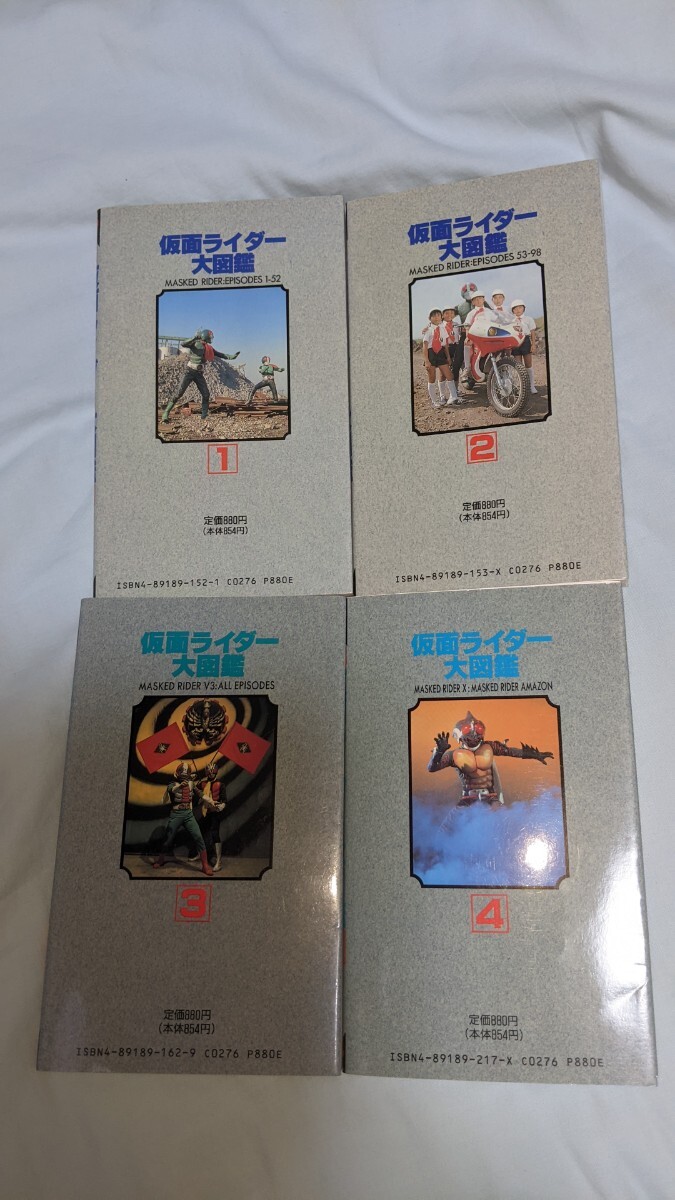 仮面ライダー
大図鑑
MASKED RIDER:EPISODES 1-52
1
定価880円
(本体854円)
ISBN4-89189-152-1 C0276 P880E
仮面ライダー
大図鑑
MASKED RIDER:EPISODES 53-98
2
定価880円
(本体854円)
ISBN4-89189-153-X C0276 P880E
仮面ライダー
大図鑑
MASKED RIDER V3:ALL EPISODES
3
定価880円
(本体854円)
ISBN4-89189-162-9 C0276 P880E
仮面ライダー
大図鑑
MASKED RIDER X:MASKED RIDER AMAZON
4
定価880円
(本体854円)
ISBN4-89189-217-X C0276 P880E